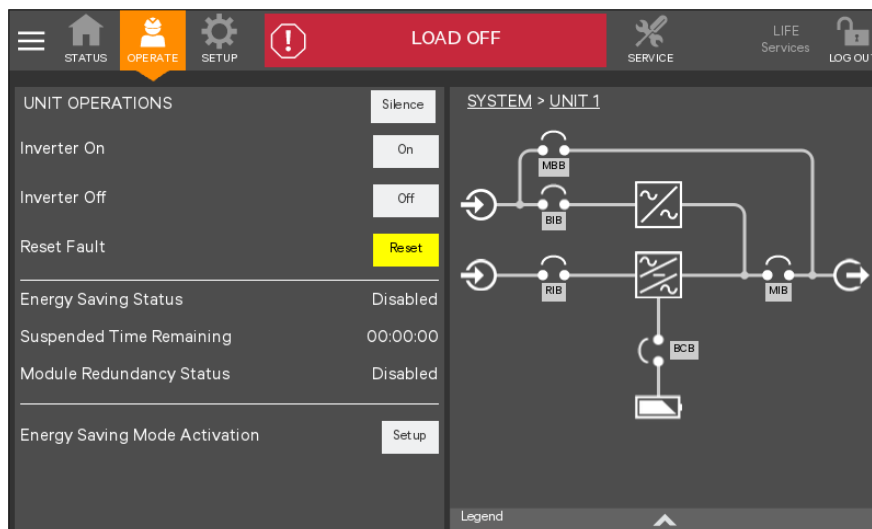 STATUS
OPERATE
SETUP
LOAD OFF
SERVICE
LIFE
Services
LOG OUT
UNIT OPERATIONS
Silence
Inverter On
On
Inverter Off
Off
Reset Fault
Reset
Energy Saving Status
Disabled
Suspended Time Remaining
00:00:00
Module Redundancy Status
Disabled
Energy Saving Mode Activation
Setup
SYSTEM > UNIT 1
MBB
BIB
RIB
MIB
BCB
Legend